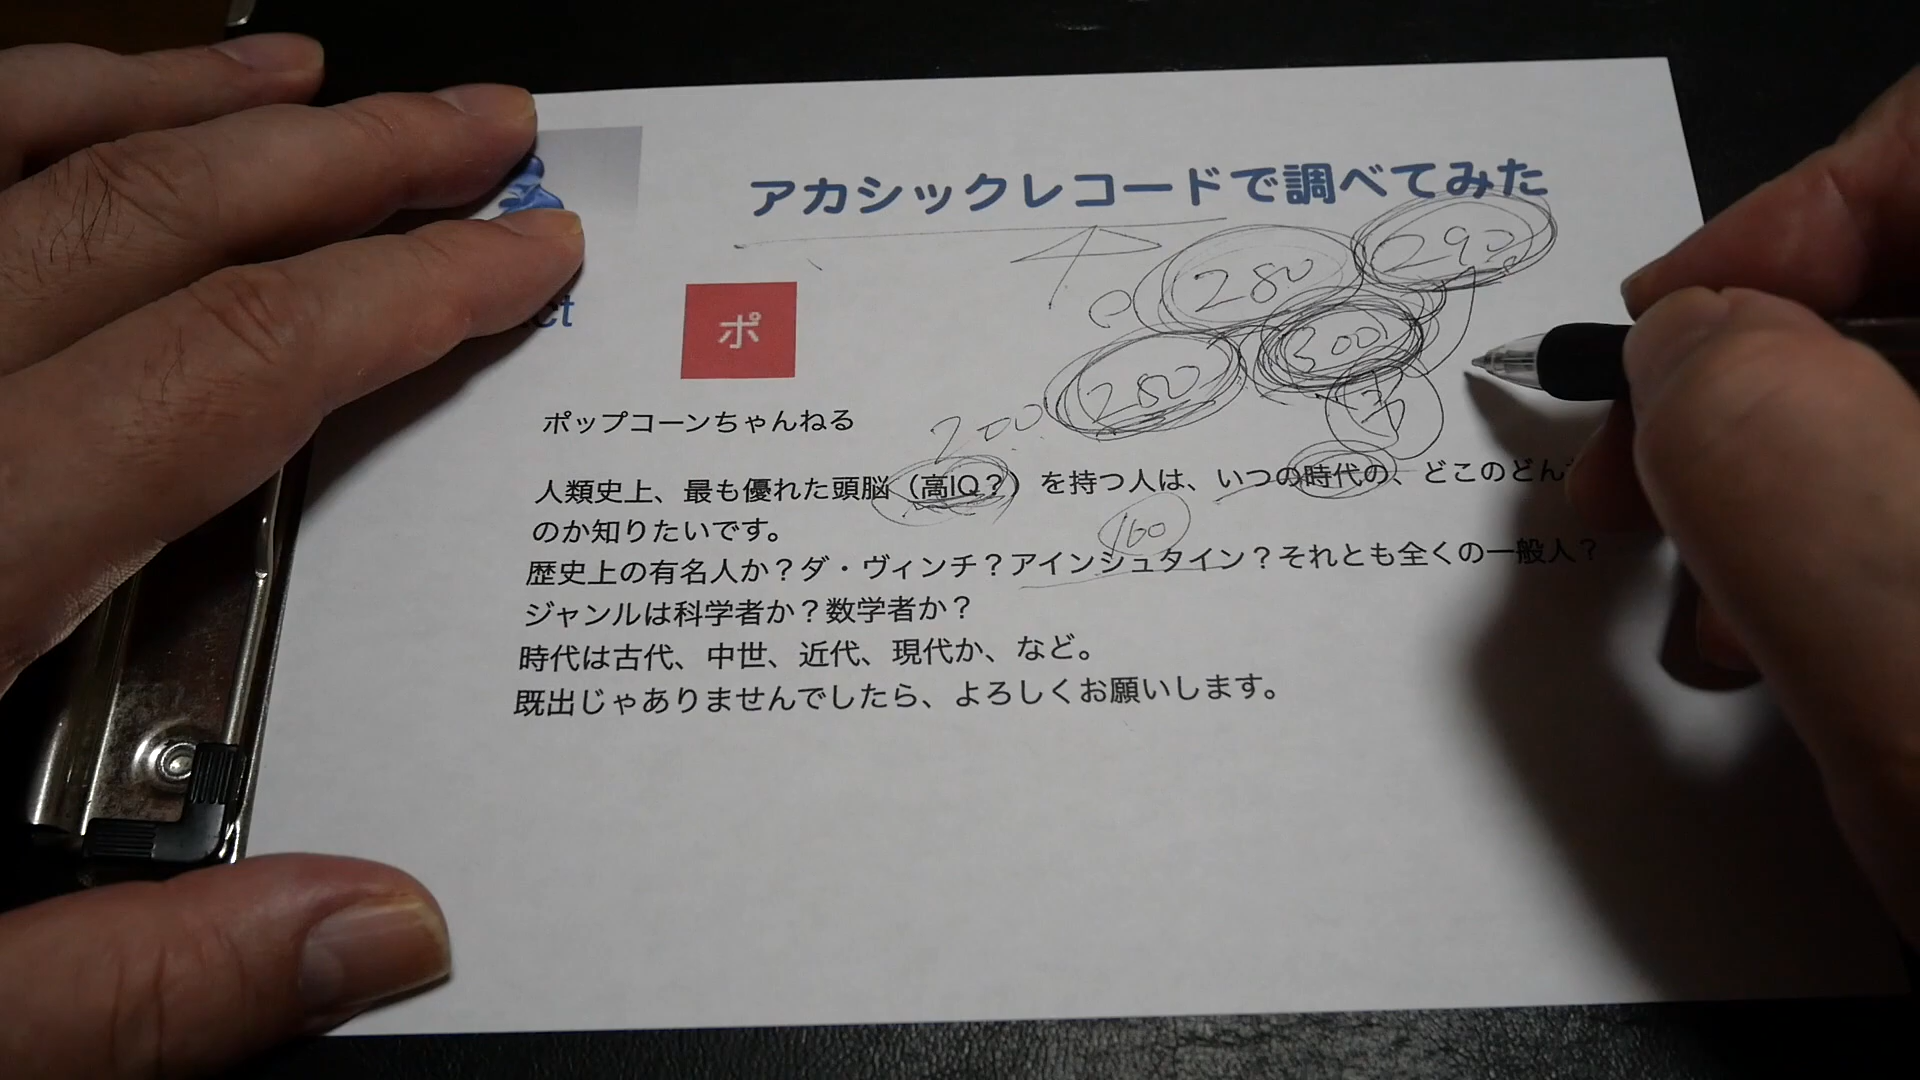 アカシックレコードで調べてみた
280
290
300
280
ct
ポ
ポップコーンちゃんねる
200
人類史上、最も優れた頭脳（高IQ？）を持つ人は、いつの時代の、どこのどん
のか知りたいです。
160
歴史上の有名人か？ダ・ヴィンチ？アインシュタイン？それとも全くの一般人？
ジャンルは科学者か？数学者か？
時代は古代、中世、近代、現代か、など。
既出じゃありませんでしたら、よろしくお願いします。